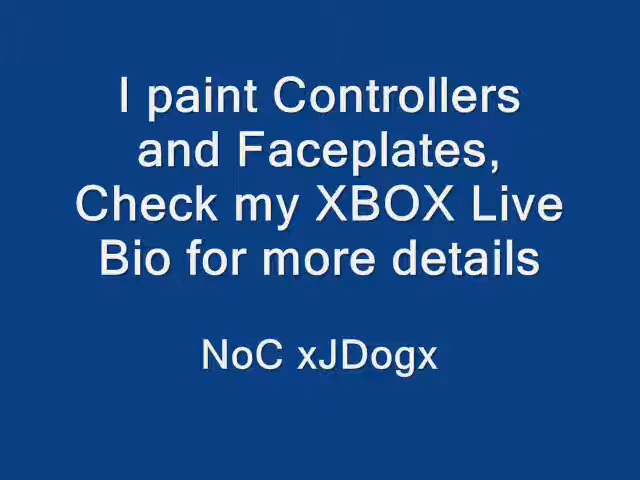 I paint Controllers
and Faceplates,
Check my XBOX Live
Bio for more details
NoC xJDogx